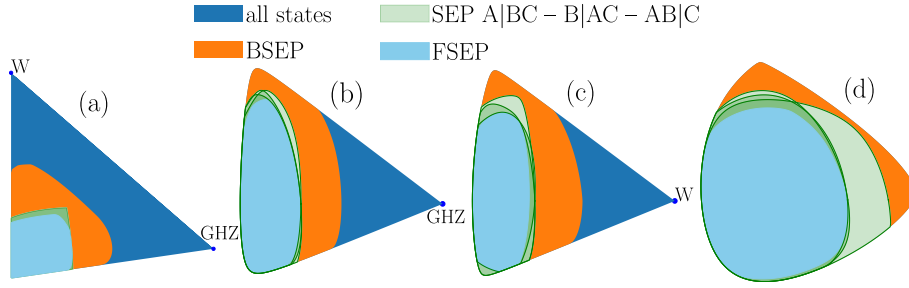 all states
SEP A|BC – B|AC – AB|C
BSEP
FSEP
W
(a)
(b)
(c)
(d)
W
GHZ
GHZ